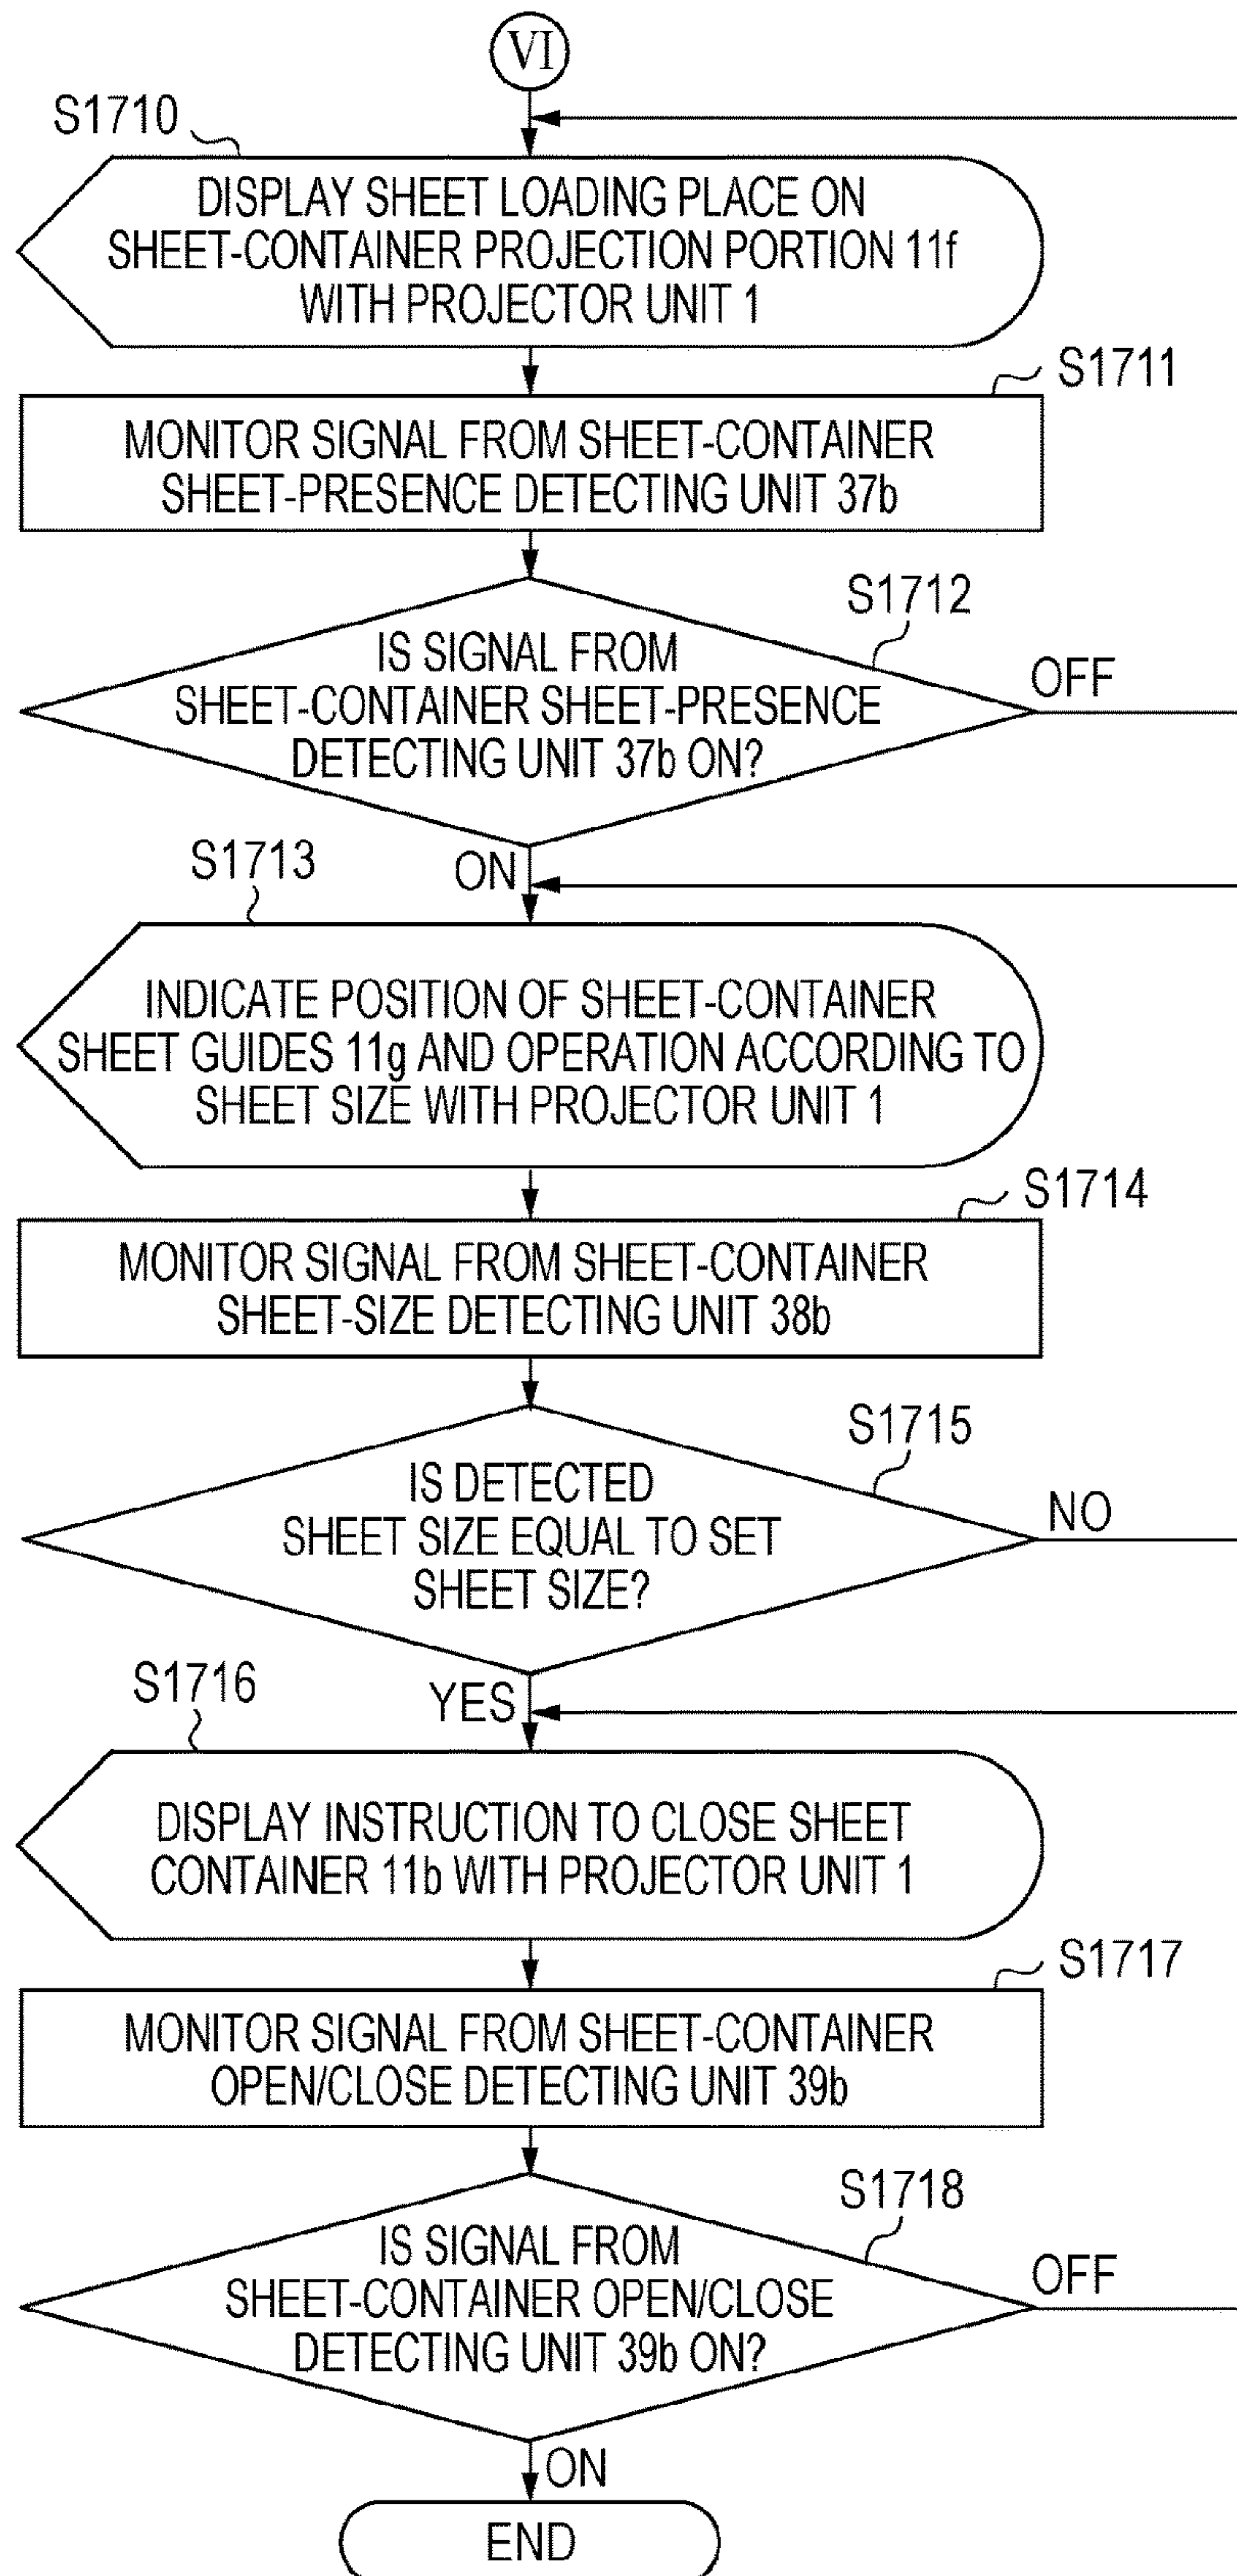 VI
S1710
DISPLAY SHEET LOADING PLACE ON
SHEET-CONTAINER PROJECTION PORTION 11f
WITH PROJECTOR UNIT 1
S1711
MONITOR SIGNAL FROM SHEET-CONTAINER
SHEET-PRESENCE DETECTING UNIT 37b
S1712
IS SIGNAL FROM
SHEET-CONTAINER SHEET-PRESENCE
DETECTING UNIT 37b ON?
OFF
ON
S1713
INDICATE POSITION OF SHEET-CONTAINER
SHEET GUIDES 11g AND OPERATION ACCORDING TO
SHEET SIZE WITH PROJECTOR UNIT 1
S1714
MONITOR SIGNAL FROM SHEET-CONTAINER
SHEET-SIZE DETECTING UNIT 38b
S1715
IS DETECTED
SHEET SIZE EQUAL TO SET
SHEET SIZE?
NO
YES
S1716
DISPLAY INSTRUCTION TO CLOSE SHEET
CONTAINER 11b WITH PROJECTOR UNIT 1
S1717
MONITOR SIGNAL FROM SHEET-CONTAINER
OPEN/CLOSE DETECTING UNIT 39b
S1718
IS SIGNAL FROM
SHEET-CONTAINER OPEN/CLOSE
DETECTING UNIT 39b ON?
OFF
ON
END